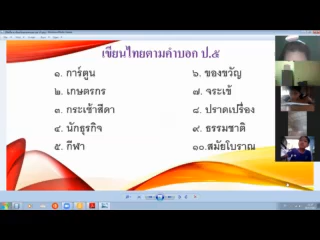 เขียนไทยตามคำบอก ป.๕
๑. การ์ตูน
๒. เกษตรกร
๓. กระเช้าสีดา
๔. นักธุรกิจ
๕. กีฬา
๖. ของขวัญ
๗. จระเข้
๘. ปราดเปรื่อง
๙. ธรรมชาติ
๑๐.สมัยโบราณ